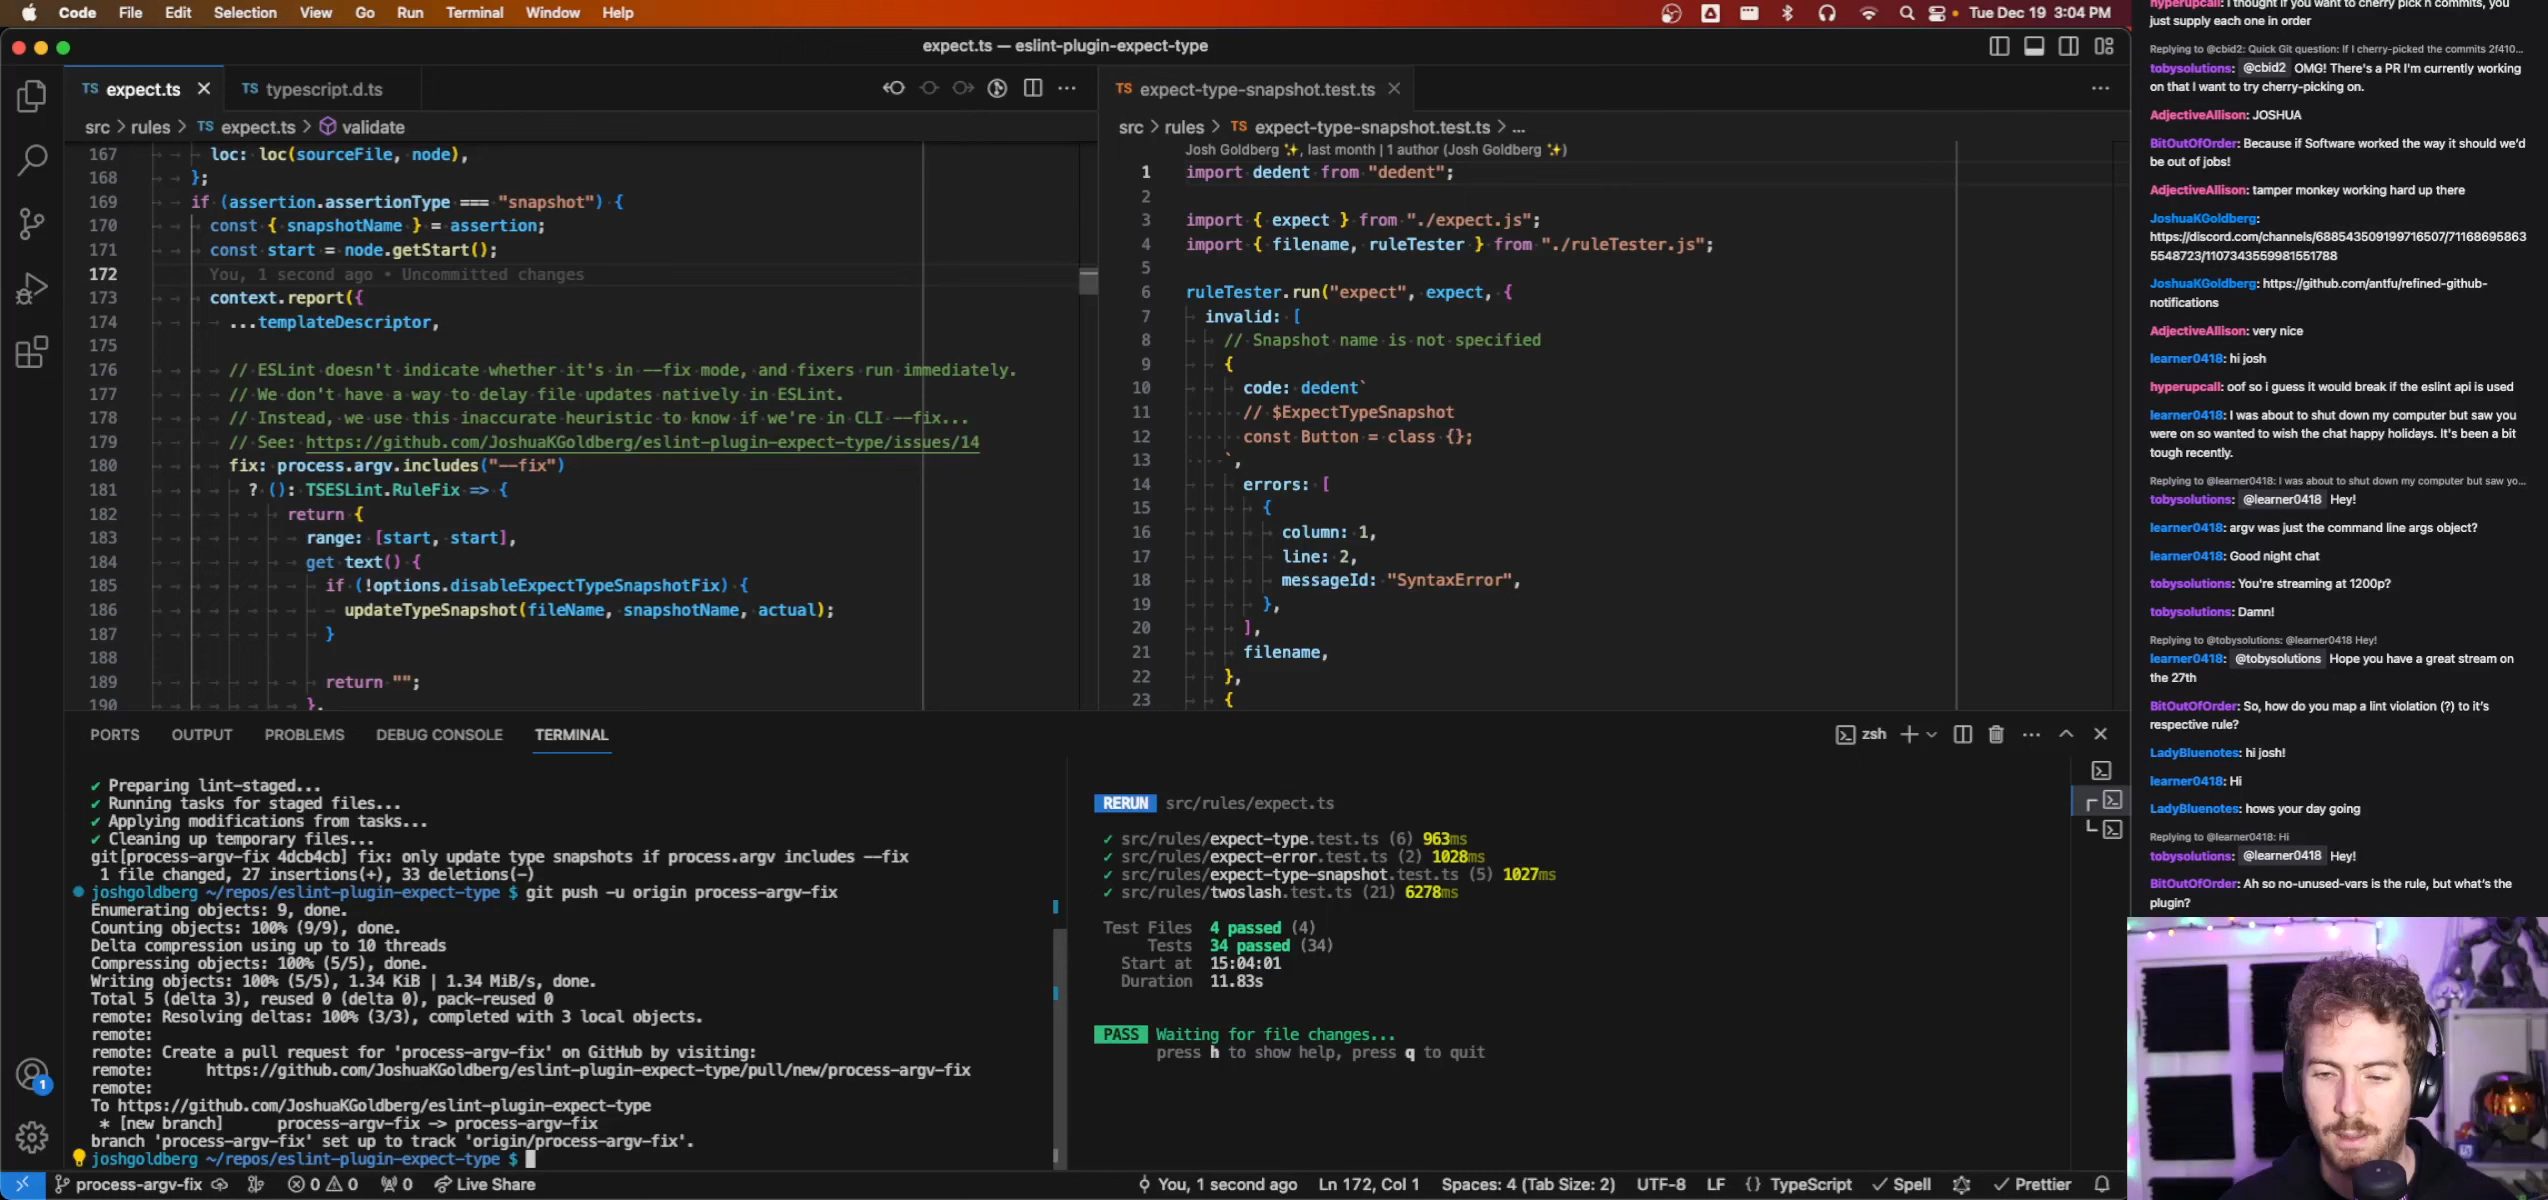 Code File Edit Selection View Go Run Terminal Window Help
Tue Dec 19 3:04 PM
expect.ts — eslint-plugin-expect-type
TS expect.ts
TS typescript.d.ts
src > rules > TS expect.ts > validate
167 loc: loc(sourceFile, node),
168 };
169 if (assertion.assertionType === "snapshot") {
170 const { snapshotName } = assertion;
171 const start = node.getStart();
172 You, 1 second ago • Uncommitted changes
173 context.report({
174 ...templateDescriptor,
175
176 // ESLint doesn't indicate whether it's in --fix mode, and fixers run immediately.
177 // We don't have a way to delay file updates natively in ESLint.
178 // Instead, we use this inaccurate heuristic to know if we're in CLI --fix...
179 // See: https://github.com/JoshuaKGoldberg/eslint-plugin-expect-type/issues/14
180 fix: process.argv.includes("--fix")
181 ? (): TSESLint.RuleFix => {
182 return {
183 range: [start, start],
184 get text() {
185 if (!options.disableExpectTypeSnapshotFix) {
186 updateTypeSnapshot(fileName, snapshotName, actual);
187 }
188
189 return "";
190 },
TS expect-type-snapshot.test.ts
src > rules > TS expect-type-snapshot.test.ts > ...
Josh Goldberg ✨, last month | 1 author (Josh Goldberg ✨)
1 import dedent from "dedent";
2
3 import { expect } from "./expect.js";
4 import { filename, ruleTester } from "./ruleTester.js";
5
6 ruleTester.run("expect", expect, {
7 invalid: [
8 // Snapshot name is not specified
9 {
10 code: dedent`
11 // $ExpectTypeSnapshot
12 const Button = class {};
13 `,
14 errors: [
15 {
16 column: 1,
17 line: 2,
18 messageId: "SyntaxError",
19 },
20 ],
21 filename,
22 },
23 {
PORTS OUTPUT PROBLEMS DEBUG CONSOLE TERMINAL
zsh
✔ Preparing lint-staged...
✔ Running tasks for staged files...
✔ Applying modifications from tasks...
✔ Cleaning up temporary files...
git[process-argv-fix 4dcb4cb] fix: only update type snapshots if process.argv includes --fix
1 file changed, 27 insertions(+), 33 deletions(-)
joshgoldberg ~/repos/eslint-plugin-expect-type $ git push -u origin process-argv-fix
Enumerating objects: 9, done.
Counting objects: 100% (9/9), done.
Delta compression using up to 10 threads
Compressing objects: 100% (5/5), done.
Writing objects: 100% (5/5), 1.34 KiB | 1.34 MiB/s, done.
Total 5 (delta 3), reused 0 (delta 0), pack-reused 0
remote: Resolving deltas: 100% (3/3), completed with 3 local objects.
remote:
remote: Create a pull request for 'process-argv-fix' on GitHub by visiting:
remote: https://github.com/JoshuaKGoldberg/eslint-plugin-expect-type/pull/new/process-argv-fix
remote:
To https://github.com/JoshuaKGoldberg/eslint-plugin-expect-type
* [new branch] process-argv-fix -> process-argv-fix
branch 'process-argv-fix' set up to track 'origin/process-argv-fix'.
joshgoldberg ~/repos/eslint-plugin-expect-type $
RERUN src/rules/expect.ts
✓ src/rules/expect-type.test.ts (6) 963ms
✓ src/rules/expect-error.test.ts (2) 1028ms
✓ src/rules/expect-type-snapshot.test.ts (5) 1027ms
✓ src/rules/twoslash.test.ts (21) 6278ms
Test Files 4 passed (4)
Tests 34 passed (34)
Start at 15:04:01
Duration 11.83s
PASS Waiting for file changes...
press h to show help, press q to quit
1
process-argv-fix 0 0 0 Live Share
You, 1 second ago Ln 172, Col 1 Spaces: 4 (Tab Size: 2) UTF-8 LF {} TypeScript ✓ Spell ✓ Prettier
hyperupcall: I thought if you want to cherry pick n commits, you
just supply each one in order
Replying to @cbid2: Quick Git question: If I cherry-picked the commits 2f410...
tobysolutions: @cbid2 OMG! There's a PR I'm currently working
on that I want to try cherry-picking on.
AdjectiveAllison: JOSHUA
BitOutOfOrder: Because if Software worked the way it should we'd
be out of jobs!
AdjectiveAllison: tamper monkey working hard up there
JoshuaKGoldberg:
https://discord.com/channels/688543509199716507/71168695863
5548723/1107343559981551788
JoshuaKGoldberg: https://github.com/antfu/refined-github-
notifications
AdjectiveAllison: very nice
learner0418: hi josh
hyperupcall: oof so i guess it would break if the eslint api is used
learner0418: I was about to shut down my computer but saw you
were on so wanted to wish the chat happy holidays. It's been a bit
tough recently.
Replying to @learner0418: I was about to shut down my computer but saw yo...
tobysolutions: @learner0418 Hey!
learner0418: argv was just the command line args object?
learner0418: Good night chat
tobysolutions: You're streaming at 1200p?
tobysolutions: Damn!
Replying to @tobysolutions: @learner0418 Hey!
learner0418: @tobysolutions Hope you have a great stream on
the 27th
BitOutOfOrder: So, how do you map a lint violation (?) to it's
respective rule?
LadyBluenotes: hi josh!
learner0418: Hi
LadyBluenotes: hows your day going
Replying to @learner0418: Hi
tobysolutions: @learner0418 Hey!
BitOutOfOrder: Ah so no-unused-vars is the rule, but what's the
plugin?